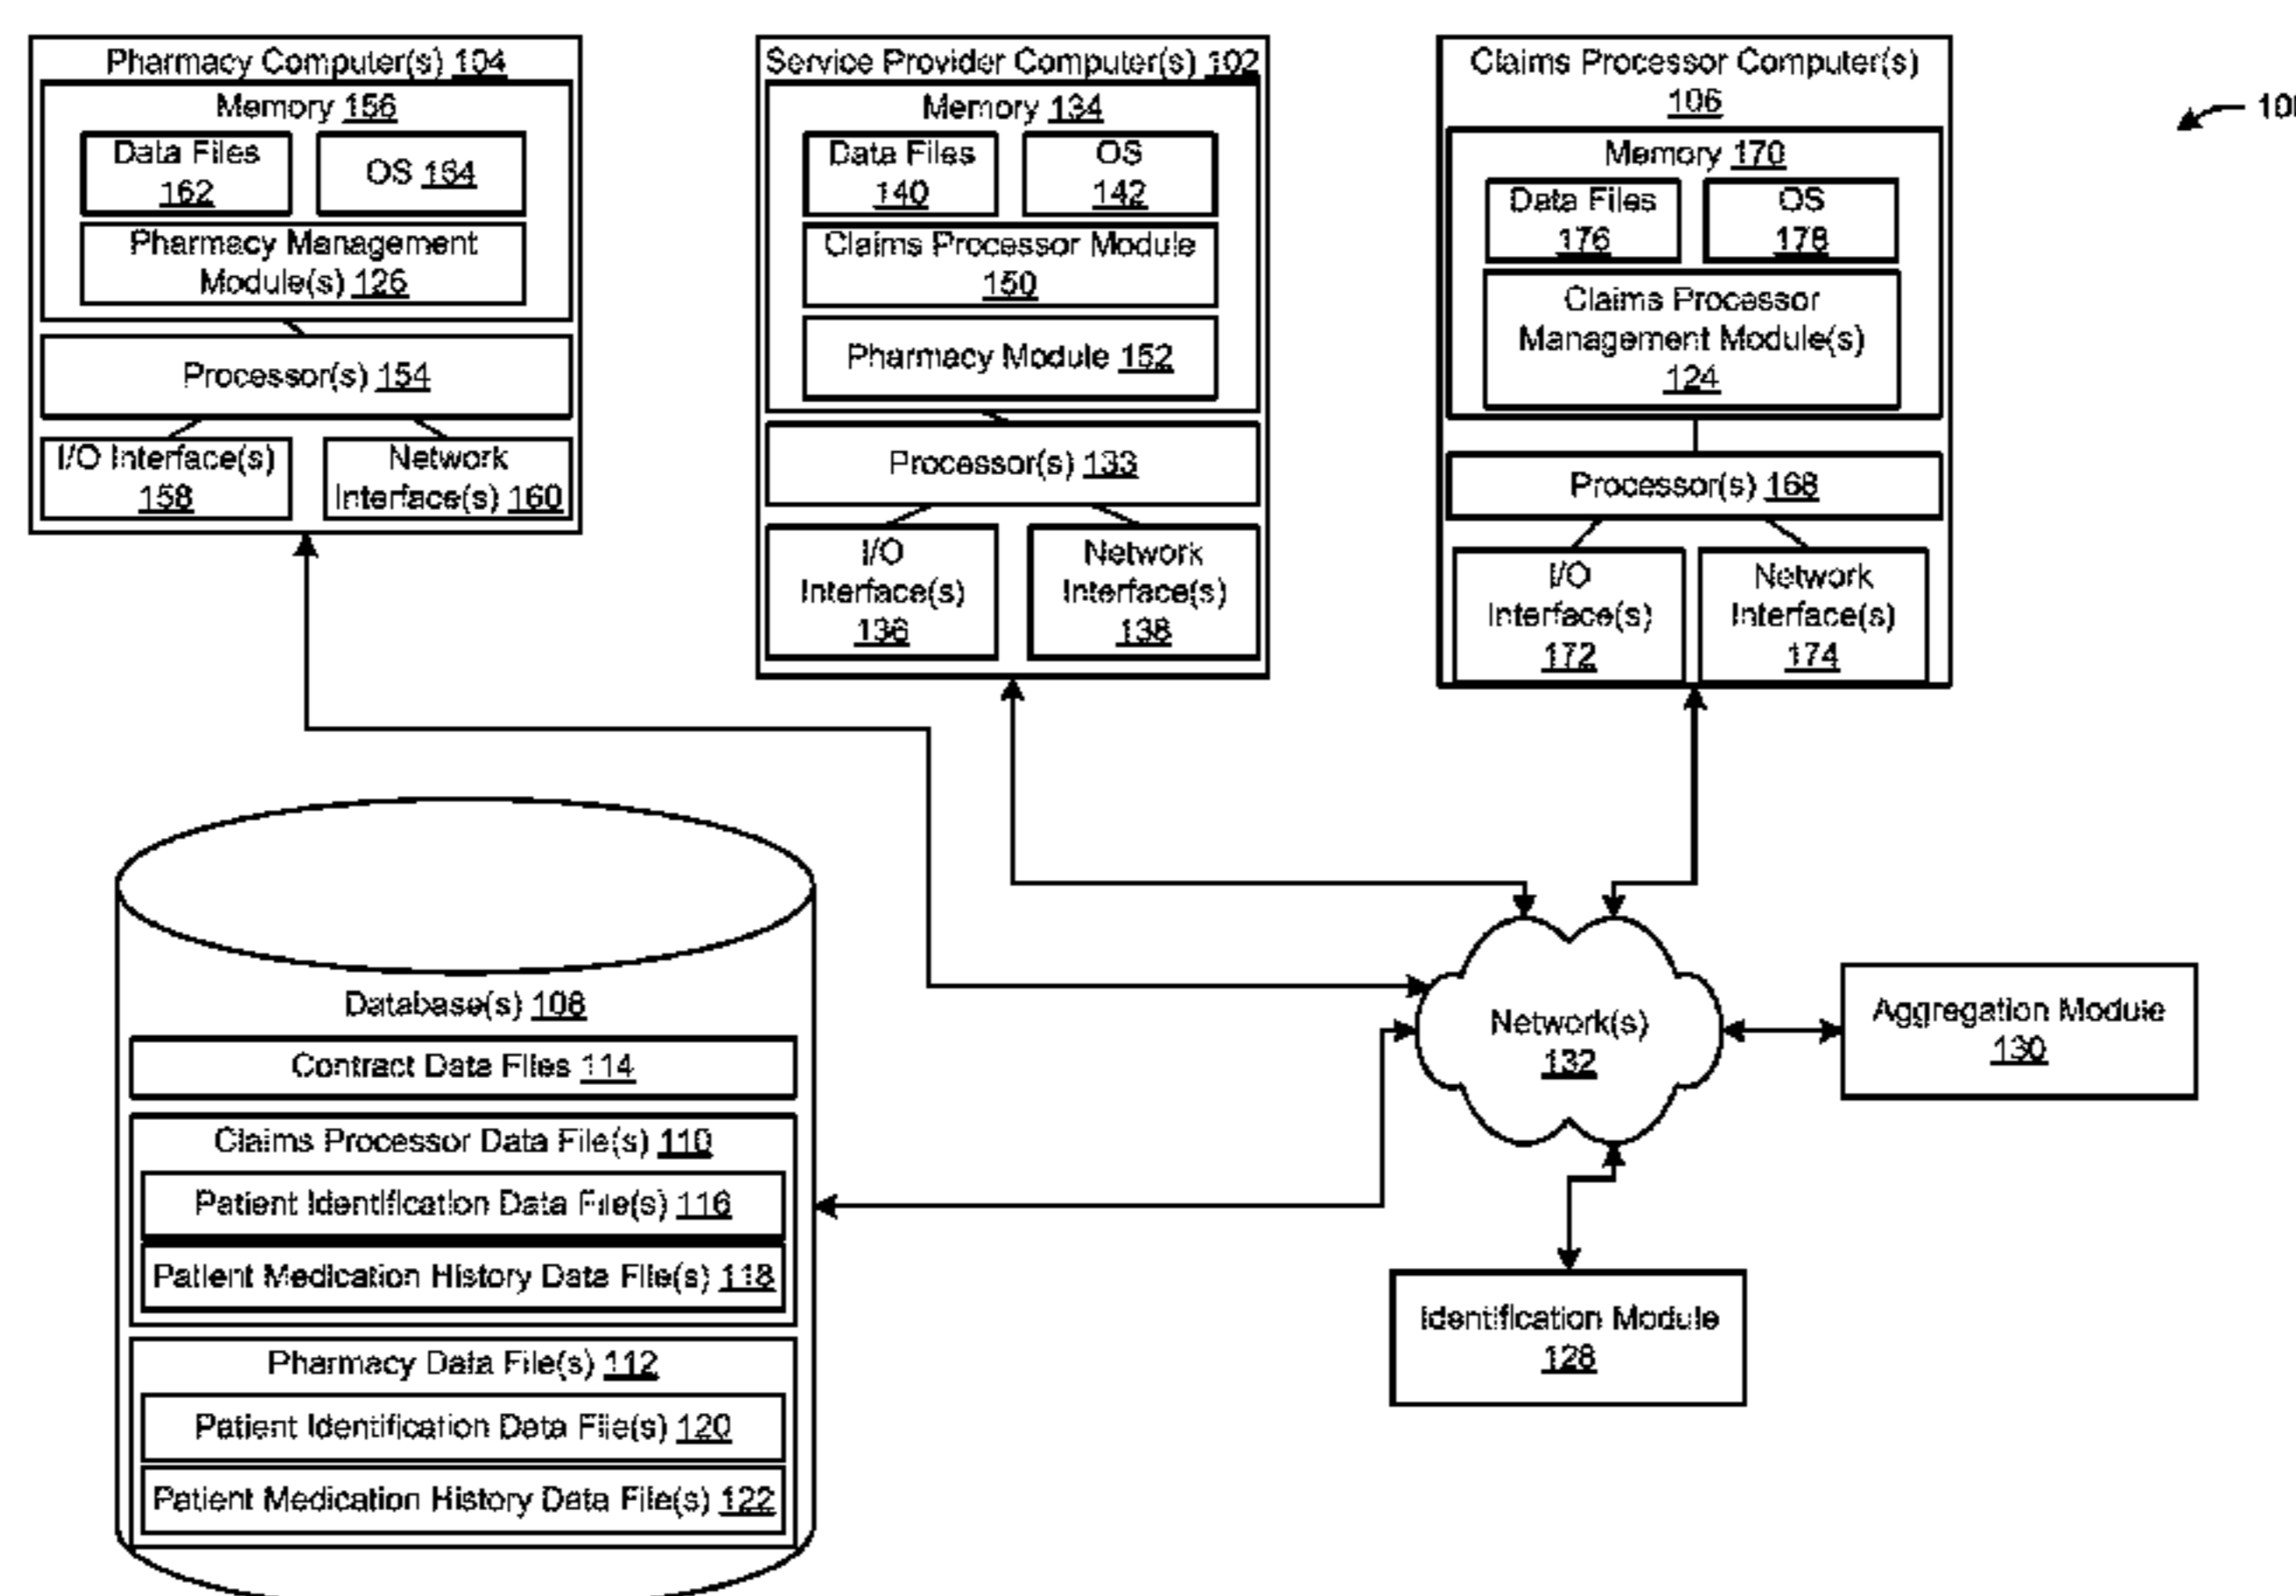 Pharmacy Computer(s) 104
Memory 156
Data Files
162
OS 164
Pharmacy Management
Module(s) 126
Processor(s) 154
I/O Interface(s)
158
Network
Interface(s) 160
Service Provider Computer(s) 102
Memory 134
Data Files
140
OS
142
Claims Processor Module
150
Pharmacy Module 152
Processor(s) 133
I/O
Interface(s)
136
Network
Interface(s)
138
Claims Processor Computer(s)
106
Memory 170
Data Files
176
OS
178
Claims Processor
Management Module(s)
124
Processor(s) 168
I/O
Interface(s)
172
Network
Interface(s)
174
Database(s) 108
Contract Data Files 114
Claims Processor Data File(s) 110
Patient Identification Data File(s) 116
Patient Medication History Data File(s) 118
Pharmacy Data File(s) 112
Patient Identification Data File(s) 120
Patient Medication History Data File(s) 122
Network(s)
132
Aggregation Module
130
Identification Module
128